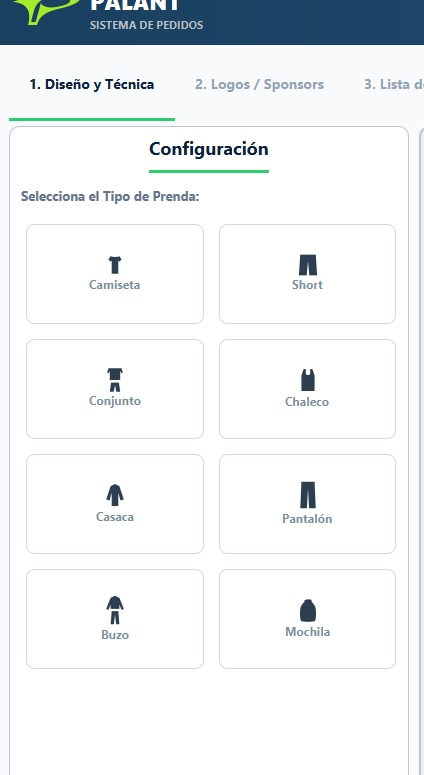 PALANT
SISTEMA DE PEDIDOS
1. Diseño y Técnica
2. Logos / Sponsors
3. Lista
Configuración
Selecciona el Tipo de Prenda:
Camiseta
Short
Conjunto
Chaleco
Casaca
Pantalón
Buzo
Mochila